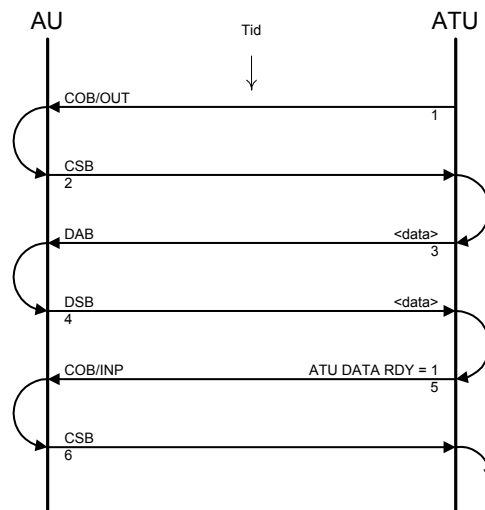 AU
ATU
Tid
COB/OUT
1
CSB
2
DAB
<data>
3
DSB
<data>
4
COB/INP
ATU DATA RDY = 1
5
CSB
6